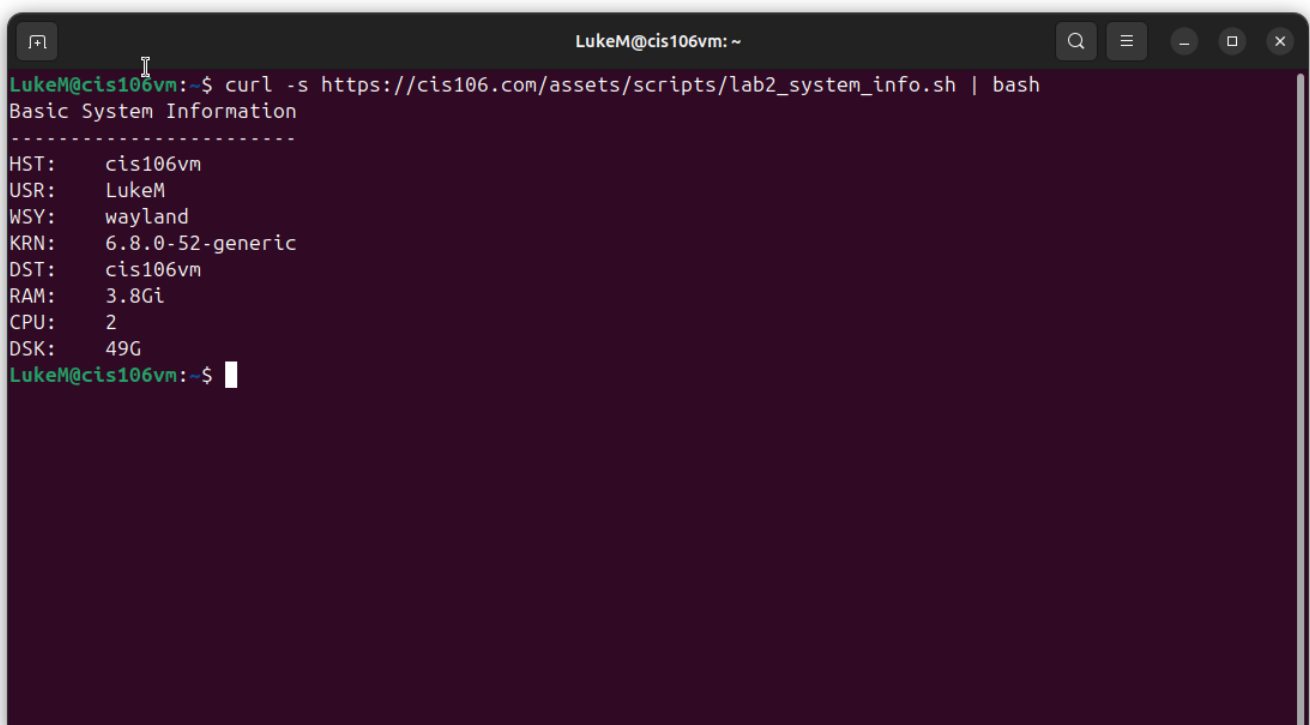 LukeM@cis106vm: ~
LukeM@cis106vm:~$ curl -s https://cis106.com/assets/scripts/lab2_system_info.sh | bash
Basic System Information
------------------------
HST:    cis106vm
USR:    LukeM
WSY:    wayland
KRN:    6.8.0-52-generic
DST:    cis106vm
RAM:    3.8Gi
CPU:    2
DSK:    49G
LukeM@cis106vm:~$